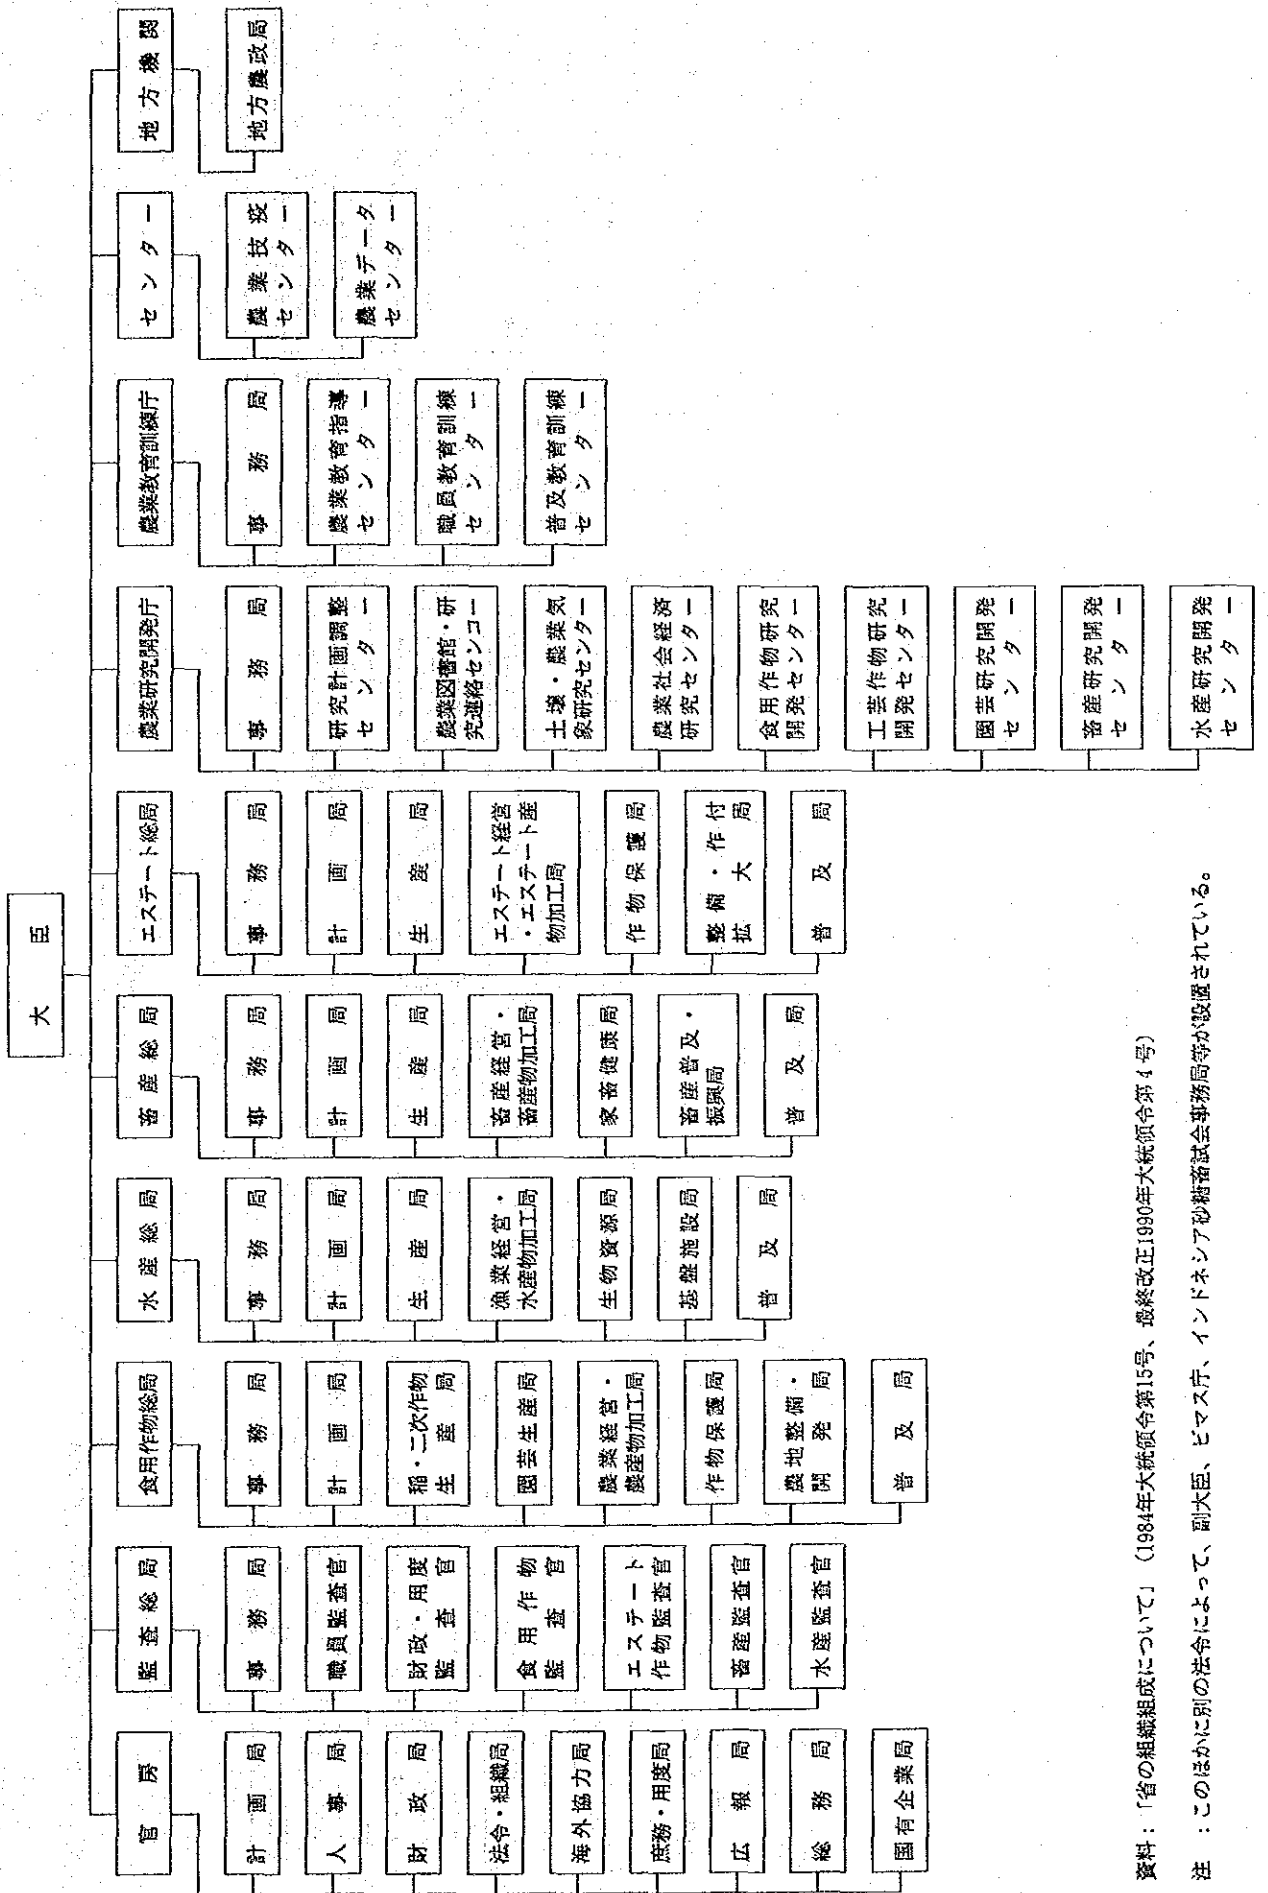 大臣
官房
計画局
人事局
財政局
法令・組織局
海外協力局
庶務・用度局
広報局
総務局
国有企業局
監査総局
事務局
職員監査官
財政・用度
監査官
食用作物
監査官
エステート
作物監査官
畜産監査官
水産監査官
食用作物総局
事務局
計画局
稲・二次作物
生産局
園芸生産局
農業経営・
農産物加工局
作物保護局
農地整備・
開発局
普及局
水産総局
事務局
計画局
生産局
漁業経営・
水産物加工局
生物資源局
基盤施設局
普及局
畜産総局
事務局
計画局
生産局
畜産経営・
畜産物加工局
家畜健康局
畜産普及・
振興局
普及局
エステート総局
事務局
計画局
生産局
エステート経営
・エステート産
物加工局
作物保護局
整備・作付
拡大局
普及局
農業研究開発庁
事務局
研究計画調整
センター
農業図書館・研
究連絡センコー
土壌・農業気
象研究センター
農業社会経済
研究センター
食用作物研究
開発センター
工芸作物研究
開発センター
園芸研究開発
センター
畜産研究開発
センター
水産研究開発
センター
農業教育訓練庁
事務局
農業教育指導
センター
職員教育訓練
センター
普及教育訓練
センター
センター
農業技疫
センター
農業データ
センター
地方機関
地方農政局
資料：「省の組織組成について」（1984年大統領令第15号、最終改正1990年大統領令第4号）
注：このほかに別の法令によって、副大臣、ビマス庁、インドネシア砂糖畜試会事務局等が設置されている。